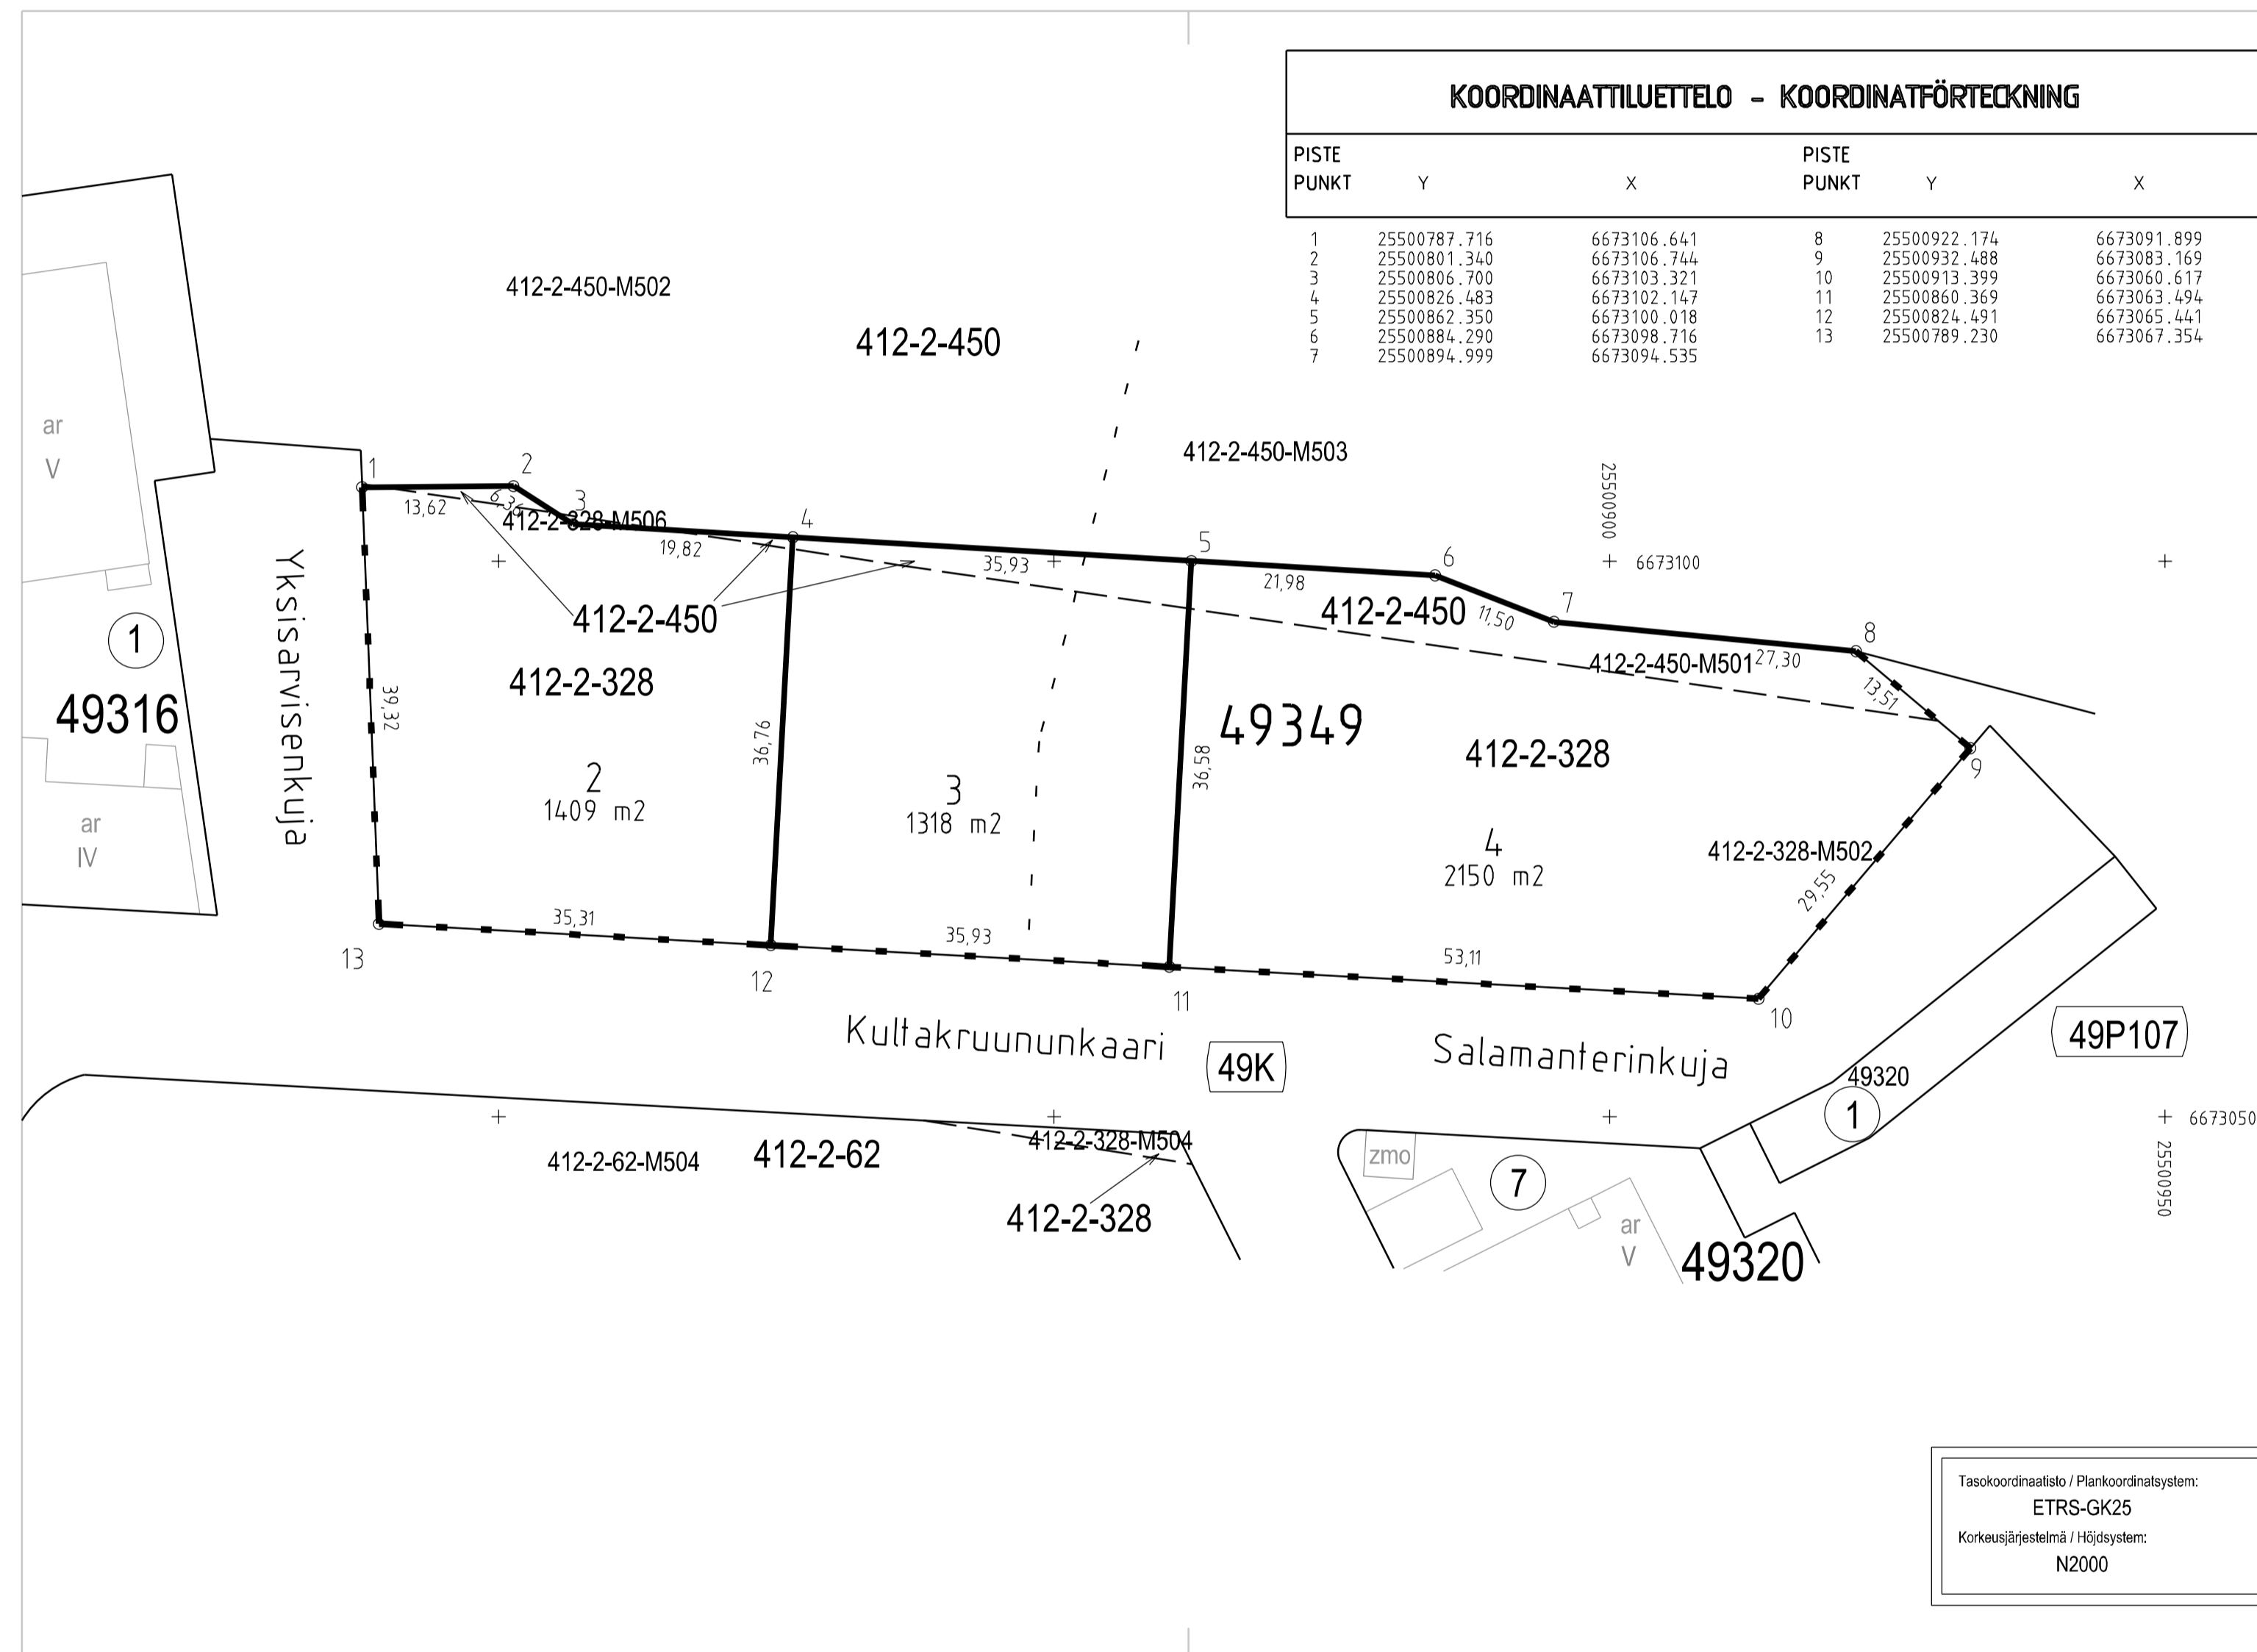 KOORDINAATTILUETTELO - KOORDINATFÖRTECKNING
PISTE PISTE
PUNKT Y X PUNKT Y X
1 25500787.716 6673106.641 8 25500922.174 6673091.899
2 25500801.340 6673106.744 9 25500932.488 6673083.169
3 25500806.700 6673103.321 10 25500913.399 6673060.617
4 25500826.483 6673102.147 11 25500860.369 6673063.494
5 25500862.350 6673100.018 12 25500824.491 6673065.441
6 25500884.290 6673098.716 13 25500789.230 6673067.354
7 25500894.999 6673094.535
412-2-450-M502
412-2-450
ar
V
412-2-450-M503
1
2
3
4
5
6
7
8
9
13,62
6,36
412-2-328-M506
19,82
35,93
21,98
11,50
27,30
13,51
25500900
6673100
412-2-450
412-2-450
412-2-450-M501
1
49316
Yksisarvisenkuja
39,32
412-2-328
36,76
36,58
49349
412-2-328
2
1409 m2
3
1318 m2
4
2150 m2
412-2-328-M502
29,55
ar
IV
35,31
35,93
53,11
13
12
11
10
Kultakruununkaari
49K
Salamanterinkuja
49P107
49320
1
6673050
25500950
412-2-62-M504
412-2-62
412-2-328-M504
412-2-328
zmo
7
ar
V
49320
Tasokoordinaatisto / Plankoordinatsystem:
ETRS-GK25
Korkeusjärjestelmä / Höjdsystem:
N2000